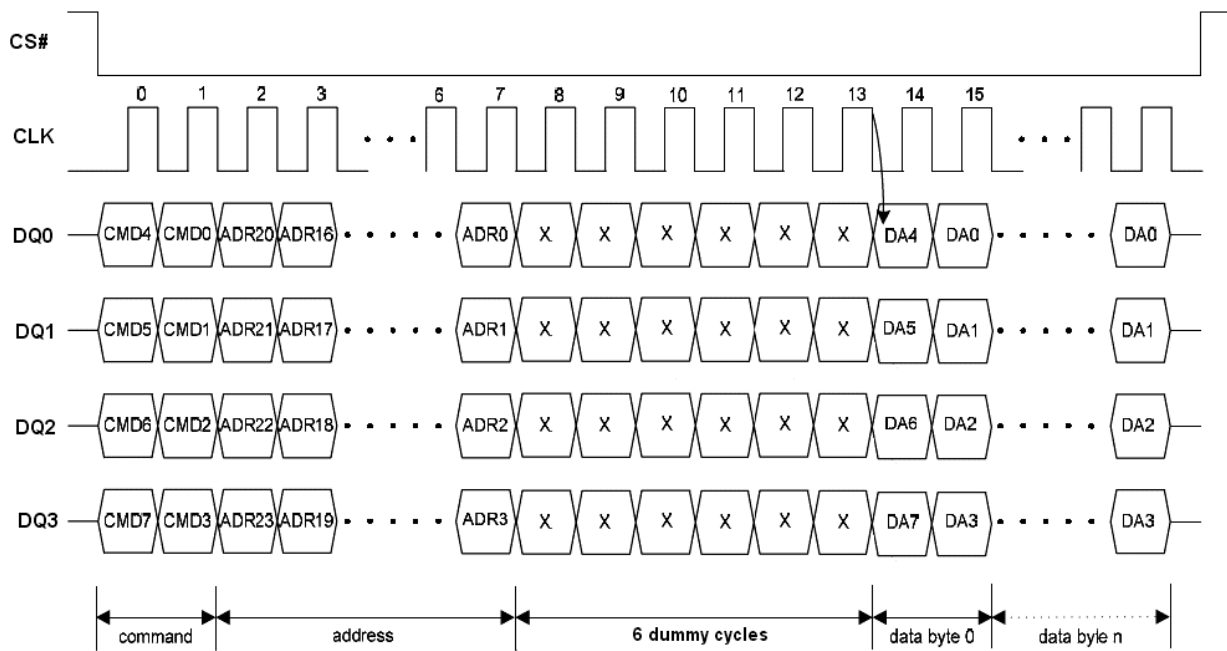 CS#
0 1 2 3 6 7 8 9 10 11 12 13 14 15
CLK
DQ0 CMD4 CMD0 ADR20 ADR16 ADR0 X X X X X X DA4 DA0 DA0
DQ1 CMD5 CMD1 ADR21 ADR17 ADR1 X X X X X X DA5 DA1 DA1
DQ2 CMD6 CMD2 ADR22 ADR18 ADR2 X X X X X X DA6 DA2 DA2
DQ3 CMD7 CMD3 ADR23 ADR19 ADR3 X X X X X X DA7 DA3 DA3
command address 6 dummy cycles data byte 0 data byle n